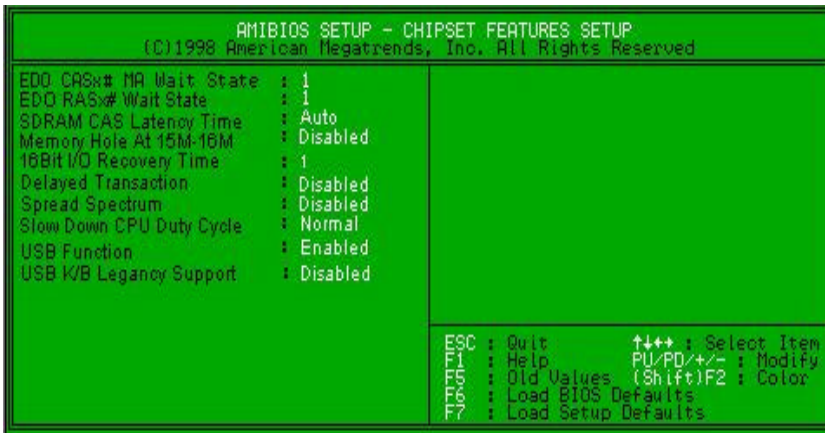 AMIBIOS SETUP - CHIPSET FEATURES SETUP
(C)1998 American Megatrends, Inc. All Rights Reserved
EDO CASx# MA Wait State : 1
EDO RASx# Wait State : 1
SDRAM CAS Latency Time : Auto
Memory Hole At 15M-16M : Disabled
16Bit I/O Recovery Time : 1
Delayed Transaction : Disabled
Spread Spectrum : Disabled
Slow Down CPU Duty Cycle : Normal
USB Function : Enabled
USB K/B Legancy Support : Disabled
ESC : Quit ↑↓←→ : Select Item
F1 : Help PU/PD/+/- : Modify
F5 : Old Values (Shift)F2 : Color
F6 : Load BIOS Defaults
F7 : Load Setup Defaults